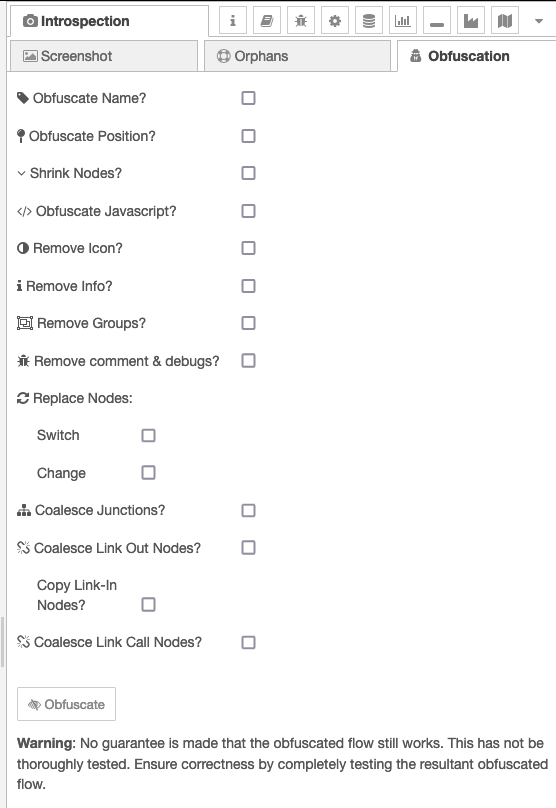 Introspection
Screenshot
Orphans
Obfuscation
Obfuscate Name?
Obfuscate Position?
Shrink Nodes?
Obfuscate Javascript?
Remove Icon?
Remove Info?
Remove Groups?
Remove comment & debugs?
Replace Nodes:
Switch
Change
Coalesce Junctions?
Coalesce Link Out Nodes?
Copy Link-In
Nodes?
Coalesce Link Call Nodes?
Obfuscate
Warning: No guarantee is made that the obfuscated flow still works. This has not be
thoroughly tested. Ensure correctness by completely testing the resultant obfuscated
flow.